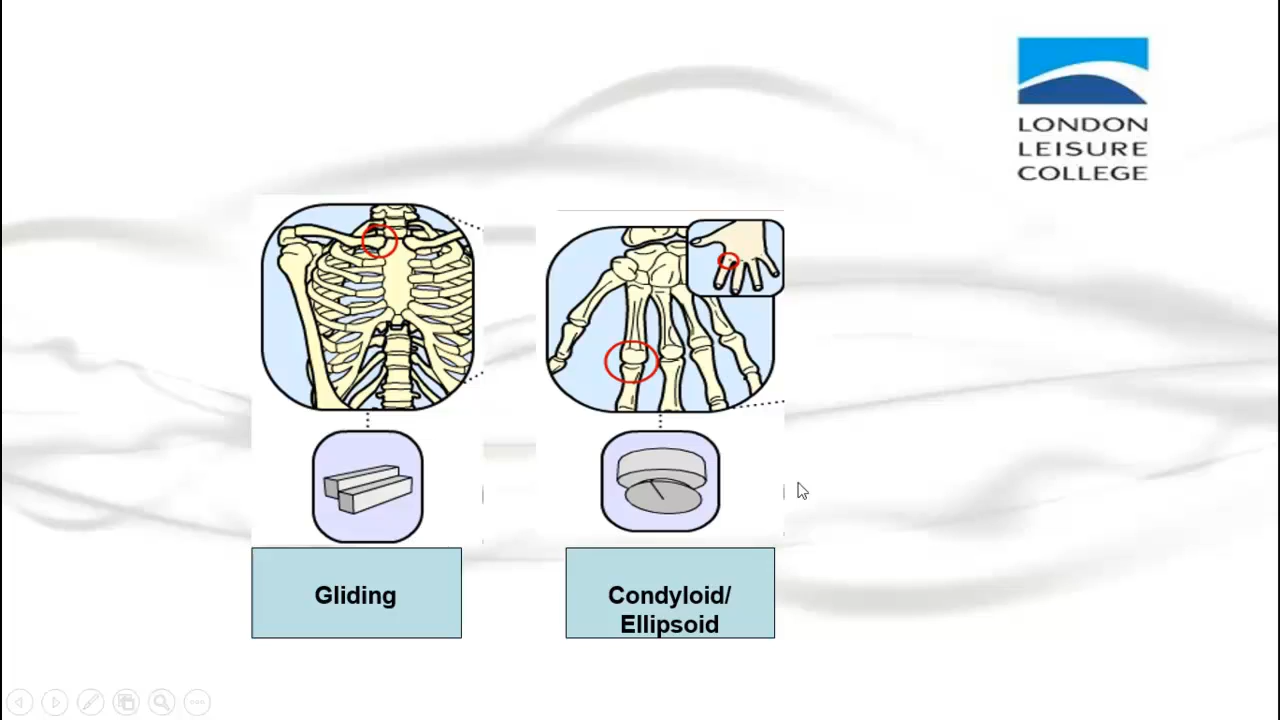 LONDON
LEISURE
COLLEGE
Gliding
Condyloid/
Ellipsoid